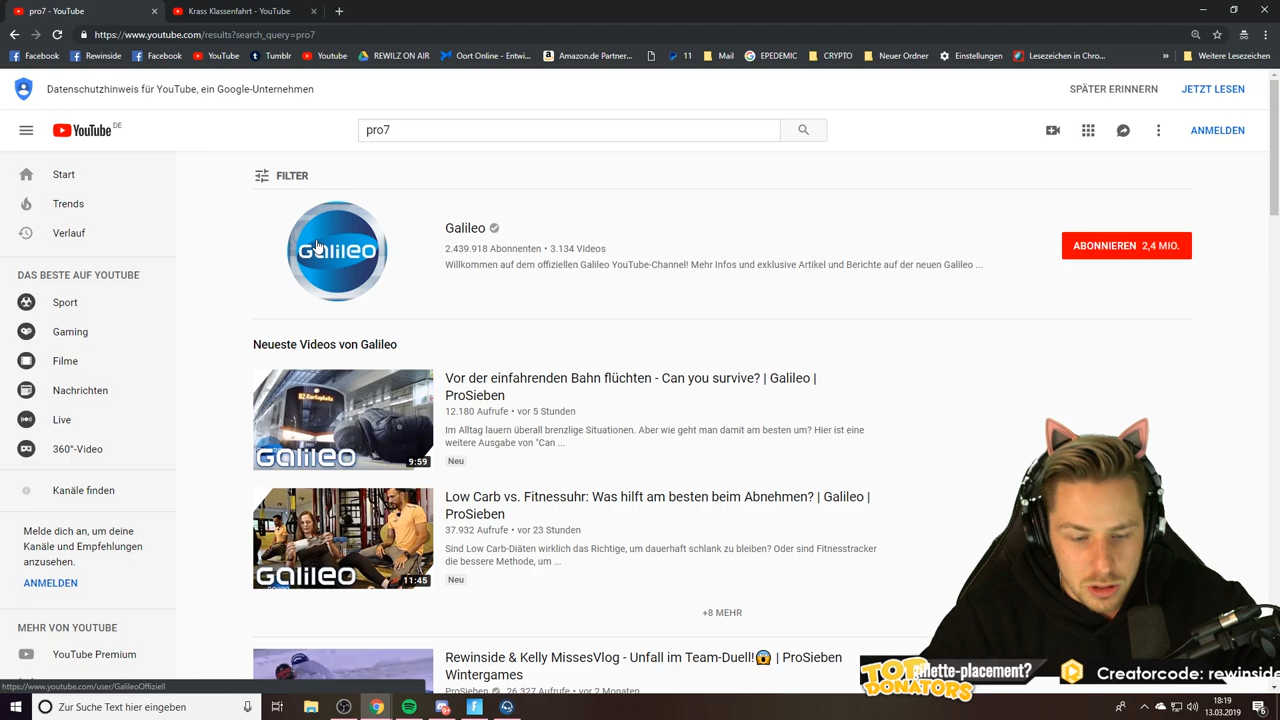 pro7 - YouTube
Krass Klassenfahrt - YouTube
https://www.youtube.com/results?search_query=pro7
Facebook
Rewinside
Facebook
YouTube
Tumblr
Youtube
REWILZ ON AIR
Oort Online - Entwi...
Amazon.de Partner...
11
Mail
EPEDEMIC
CRYPTO
Neuer Ordner
Einstellungen
Lesezeichen in Chro...
»
Weitere Lesezeichen
Datenschutzhinweis für YouTube, ein Google-Unternehmen
SPÄTER ERINNERN
JETZT LESEN
YouTube DE
pro7
ANMELDEN
Start
Trends
Verlauf
DAS BESTE AUF YOUTUBE
Sport
Gaming
Filme
Nachrichten
Live
360°-Video
Kanäle finden
Melde dich an, um deine
Kanäle und Empfehlungen
anzusehen.
ANMELDEN
MEHR VON YOUTUBE
YouTube Premium
FILTER
Galileo
Galileo
2.439.918 Abonnenten • 3.134 Videos
Willkommen auf dem offiziellen Galileo YouTube-Channel! Mehr Infos und exklusive Artikel und Berichte auf der neuen Galileo ...
ABONNIEREN 2,4 MIO.
Neueste Videos von Galileo
Galileo
9:59
Vor der einfahrenden Bahn flüchten - Can you survive? | Galileo |
ProSieben
12.180 Aufrufe • vor 5 Stunden
Im Alltag lauern überall brenzlige Situationen. Aber wie geht man damit am besten um? Hier ist eine
weitere Ausgabe von "Can ...
Neu
Galileo
11:45
Low Carb vs. Fitnessuhr: Was hilft am besten beim Abnehmen? | Galileo |
ProSieben
37.932 Aufrufe • vor 23 Stunden
Sind Low Carb-Diäten wirklich das Richtige, um dauerhaft schlank zu bleiben? Oder sind Fitnesstracker
die bessere Methode, um ...
Neu
+8 MEHR
Rewinside & Kelly MissesVlog - Unfall im Team-Duell!😱 | ProSieben
Wintergames
ProSieben • 26.327 Aufrufe • vor 2 Monaten
https://www.youtube.com/user/GalileoOffiziell
TOP DONATORS
gillette-placement?
Creatorcode: rewinside
Zur Suche Text hier eingeben
18:19
13.03.2019